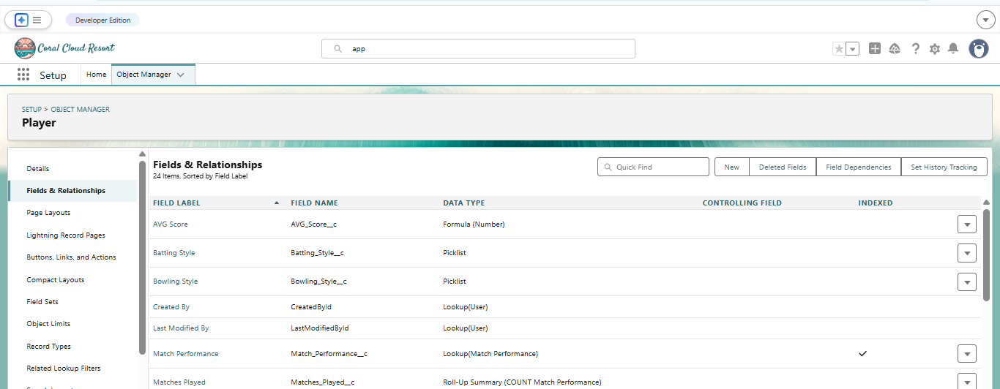 Developer Edition
Coral Cloud Resort
app
Setup
Home
Object Manager
SETUP > OBJECT MANAGER
Player
Details
Fields & Relationships
Page Layouts
Lightning Record Pages
Buttons, Links, and Actions
Compact Layouts
Field Sets
Object Limits
Record Types
Related Lookup Filters
Fields & Relationships
24 Items, Sorted by Field Label
Quick Find
New
Deleted Fields
Field Dependencies
Set History Tracking
FIELD LABEL FIELD NAME DATA TYPE CONTROLLING FIELD INDEXED
AVG Score AVG_Score__c Formula (Number)
Batting Style Batting_Style__c Picklist
Bowling Style Bowling_Style__c Picklist
Created By CreatedById Lookup(User)
Last Modified By LastModifiedById Lookup(User)
Match Performance Match_Performance__c Lookup(Match Performance)
Matches Played Matches_Played__c Roll-Up Summary (COUNT Match Performance)